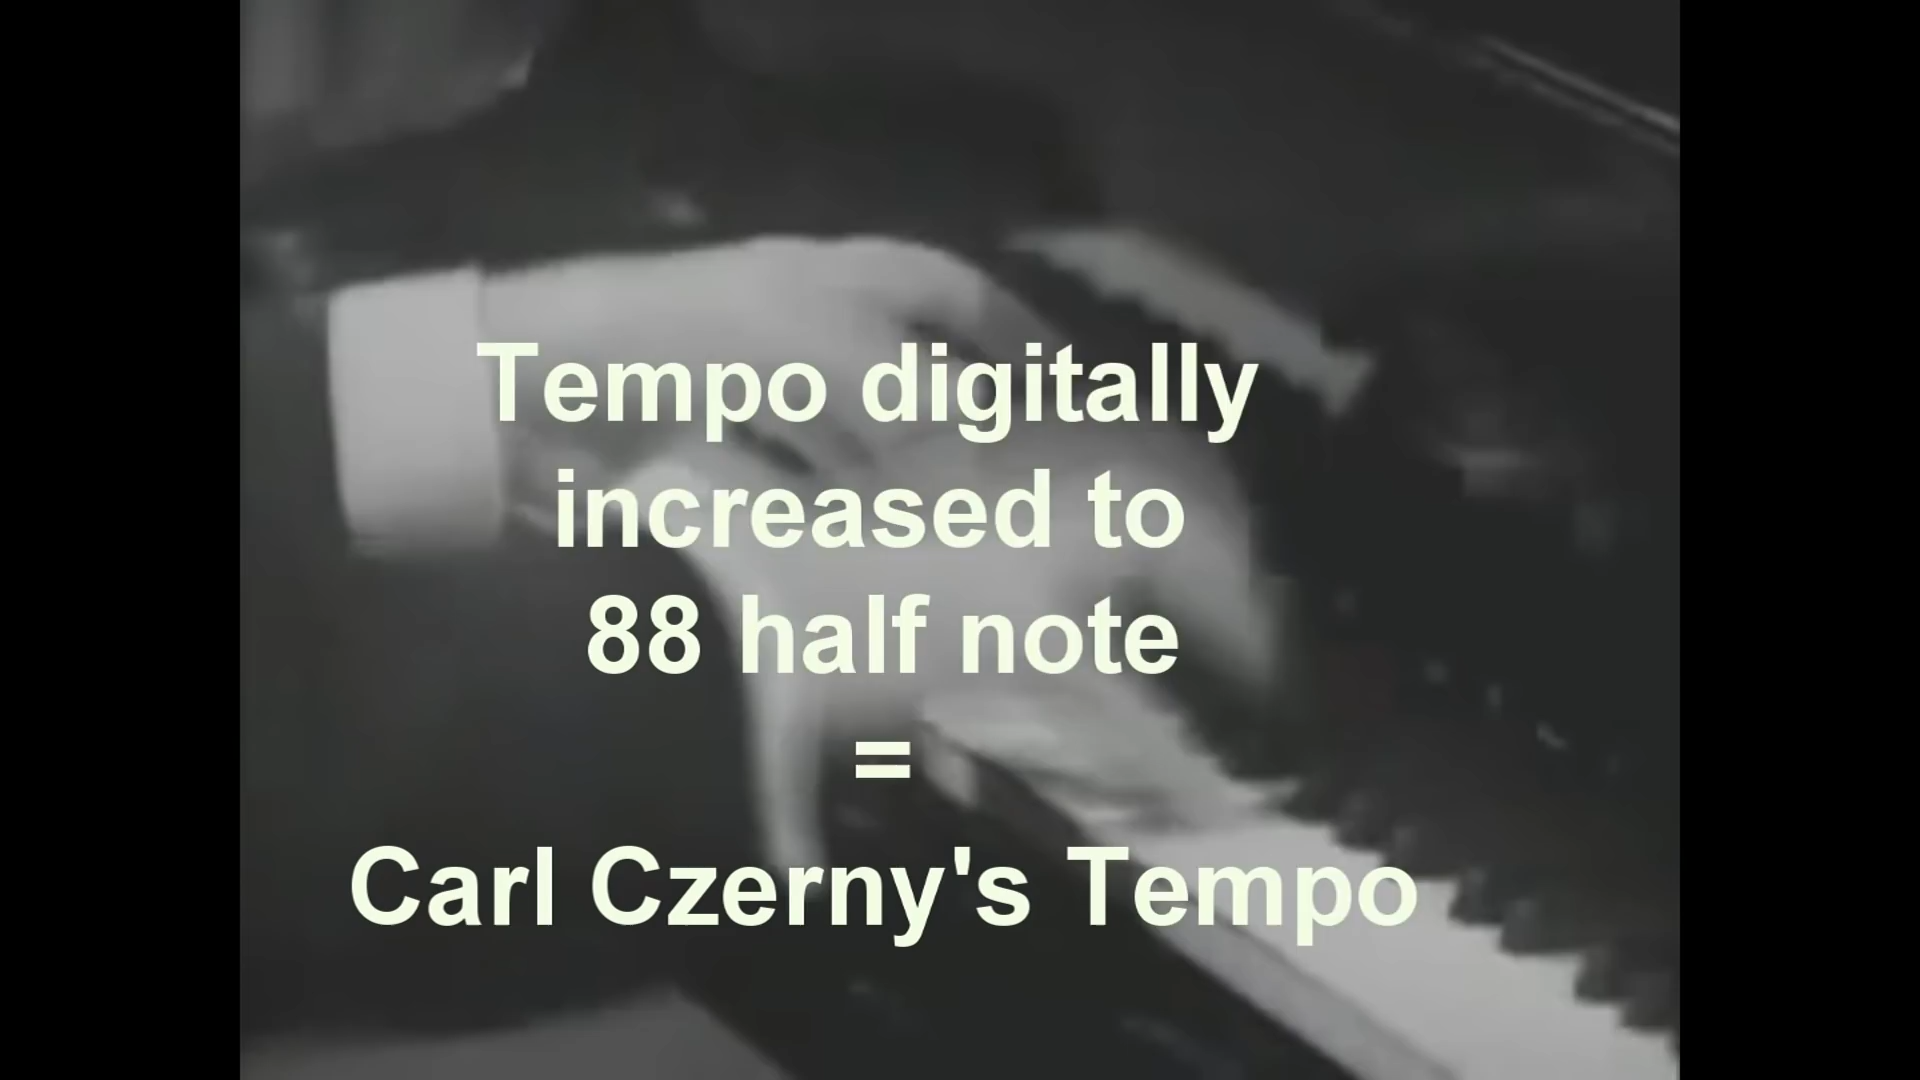 Tempo digitally
increased to
88 half note
=
Carl Czerny's Tempo